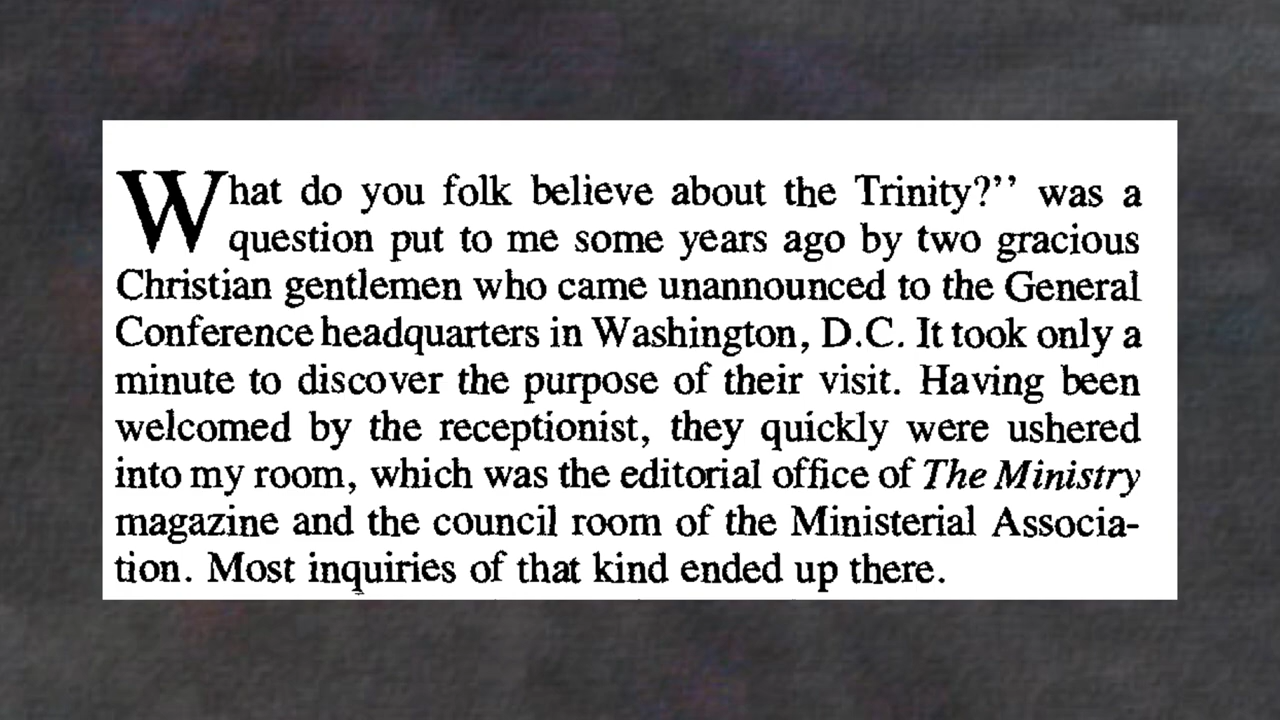 What do you folk believe about the Trinity?’’ was a
question put to me some years ago by two gracious
Christian gentlemen who came unannounced to the General
Conference headquarters in Washington, D.C. It took only a
minute to discover the purpose of their visit. Having been
welcomed by the receptionist, they quickly were ushered
into my room, which was the editorial office of The Ministry
magazine and the council room of the Ministerial Associa-
tion. Most inquiries of that kind ended up there.